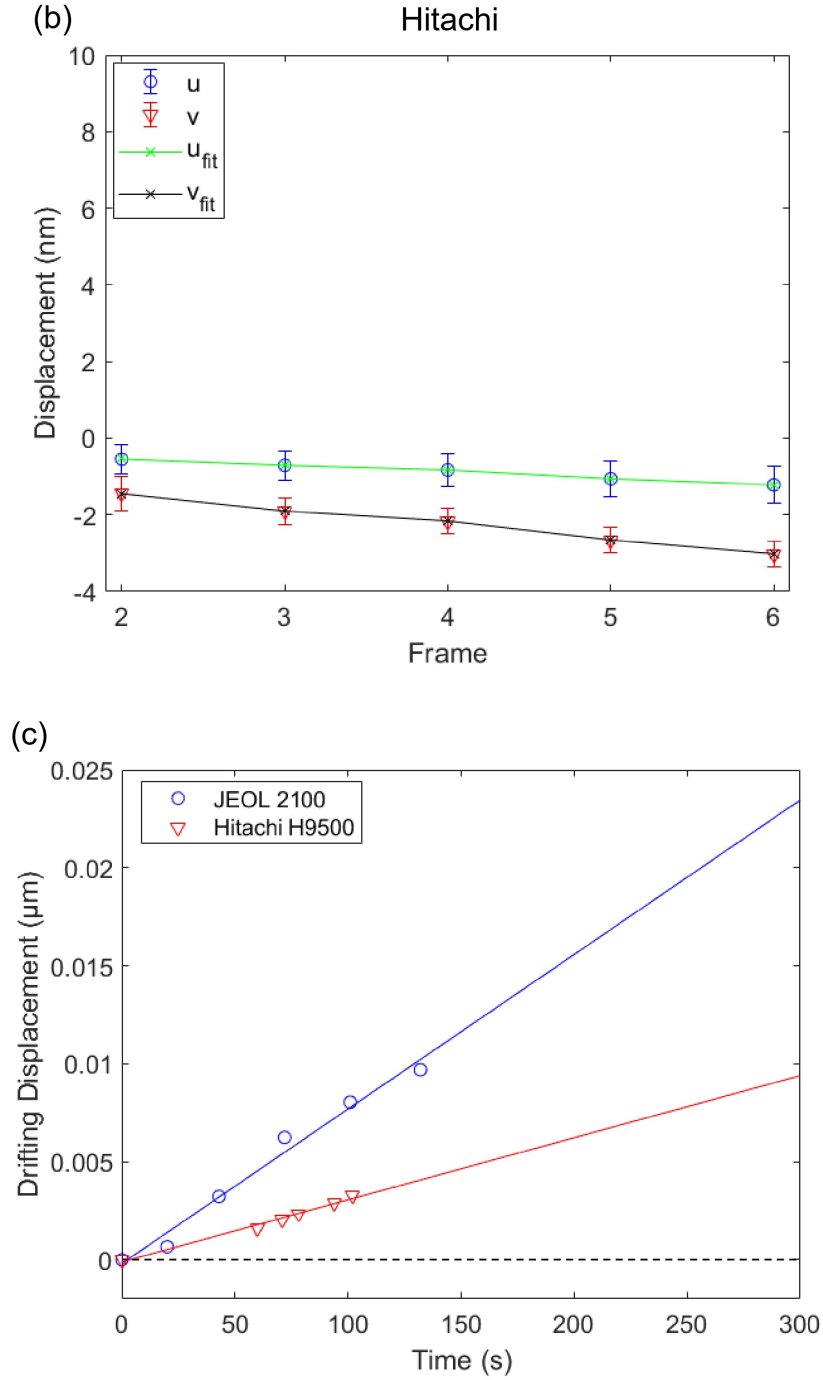 (b)
Hitachi
10
8
6
4
2
0
-2
-4
Displacement (nm)
u
v
u_fit
v_fit
2 3 4 5 6
Frame
(c)
0.025
0.02
0.015
0.01
0.005
0
Drifting Displacement (μm)
JEOL 2100
Hitachi H9500
0 50 100 150 200 250 300
Time (s)